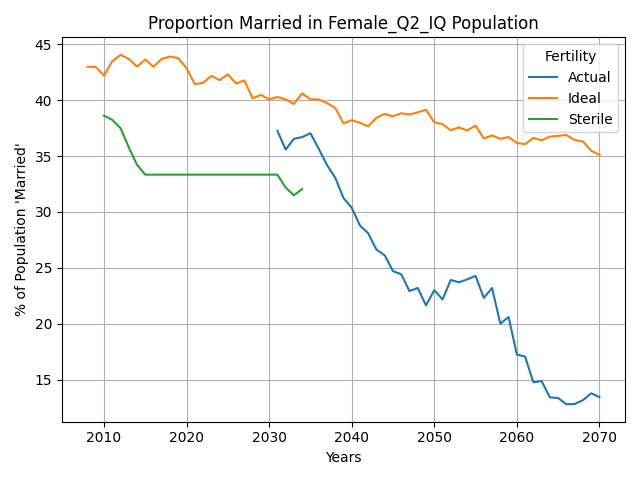 Proportion Married in Female_Q2_IQ Population
% of Population 'Married'
45
40
35
30
25
20
15
Fertility
Actual
Ideal
Sterile
2010 2020 2030 2040 2050 2060 2070
Years